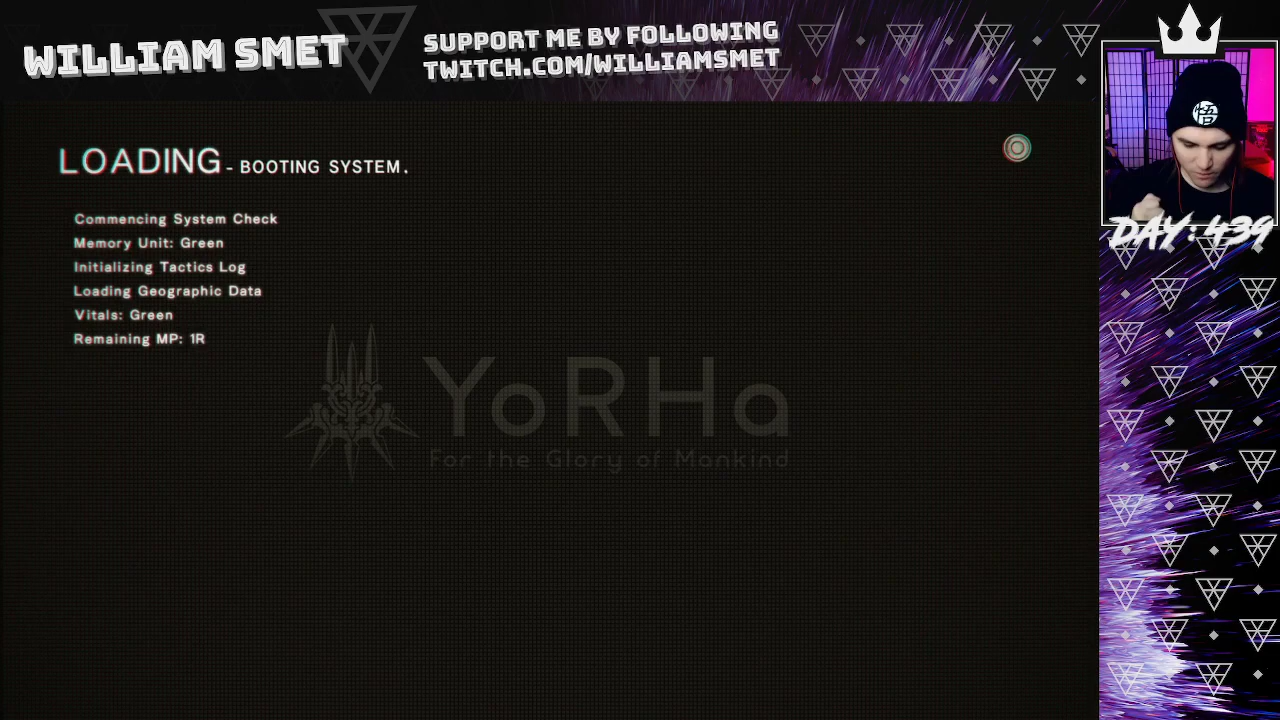 WILLIAM SMET
SUPPORT ME BY FOLLOWING
TWITCH.COM/WILLIAMSMET
悟
DAY: 439
LOADING - BOOTING SYSTEM.
Commencing System Check
Memory Unit: Green
Initializing Tactics Log
Loading Geographic Data
Vitals: Green
Remaining MP: 1R
YoRHa
For the Glory of Mankind